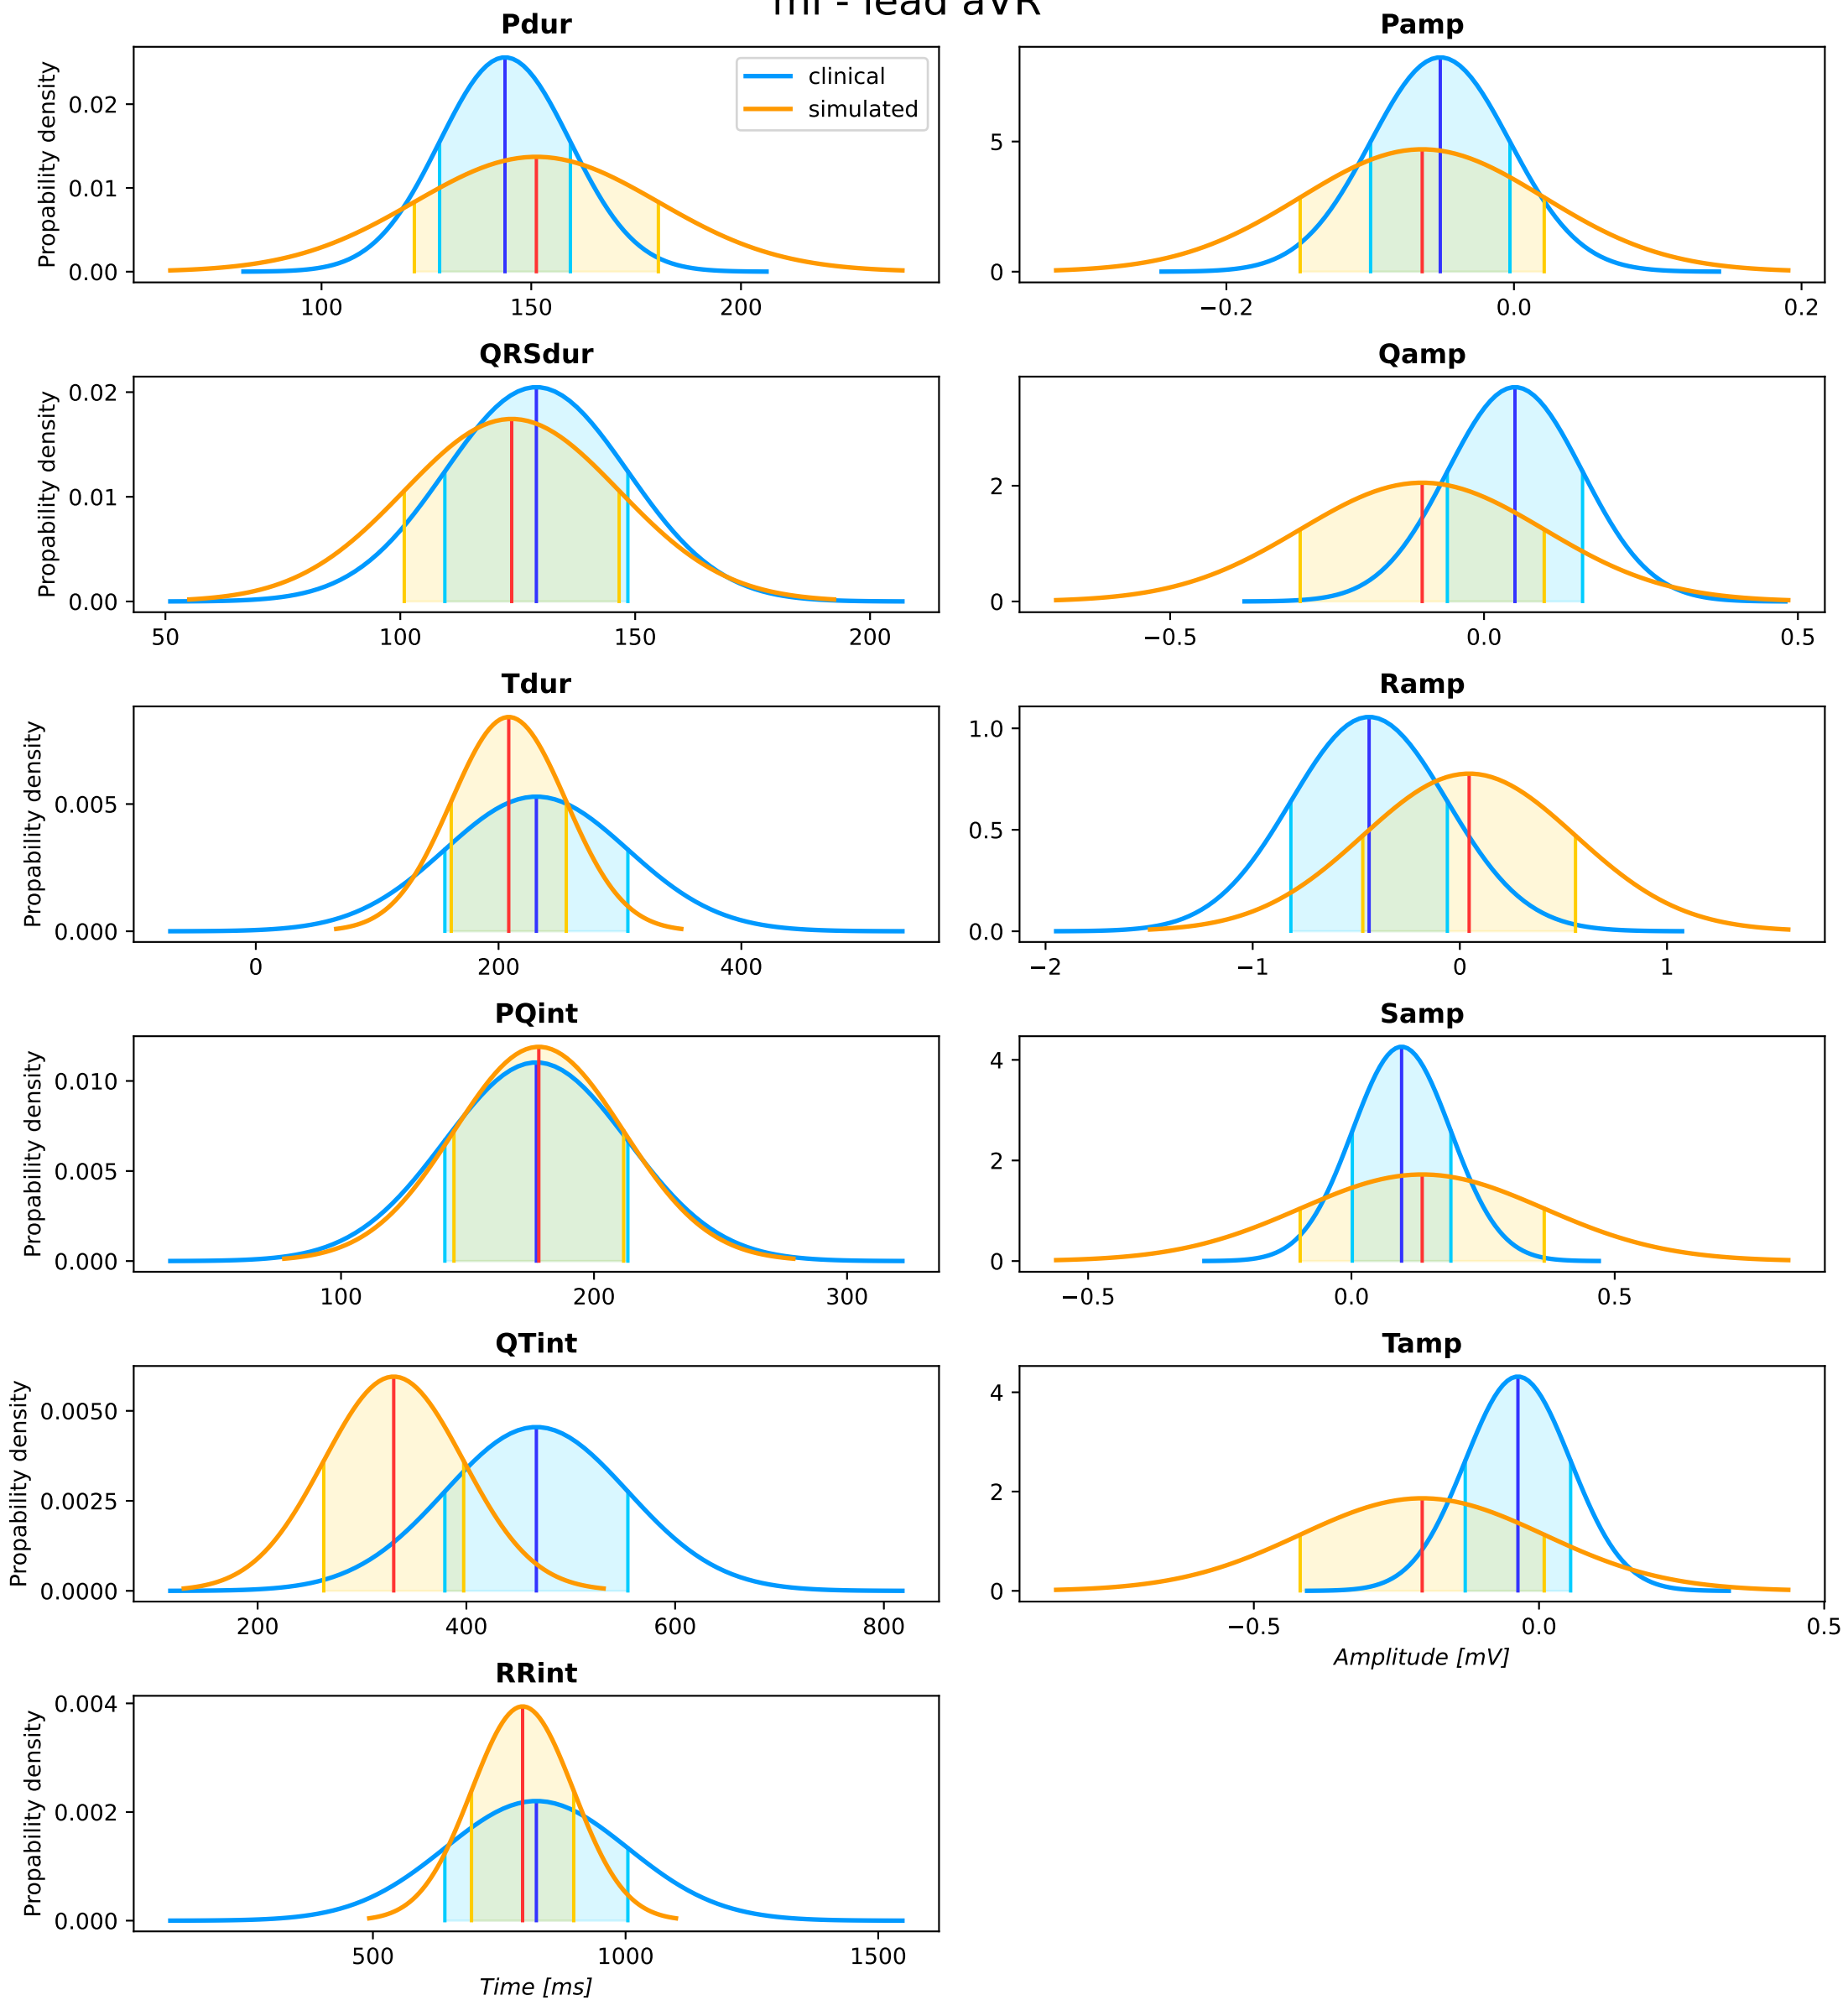 mi - lead aVR
Pdur
Pamp
clinical
simulated
Propability density
0.02
0.01
0.00
100 150 200
5
0
−0.2 0.0 0.2
QRSdur
Qamp
Propability density
0.02
0.01
0.00
50 100 150 200
2
0
−0.5 0.0 0.5
Tdur
Ramp
Propability density
0.005
0.000
0 200 400
1.0
0.5
0.0
−2 −1 0 1
PQint
Samp
Propability density
0.010
0.005
0.000
100 200 300
4
2
0
−0.5 0.0 0.5
QTint
Tamp
Propability density
0.0050
0.0025
0.0000
200 400 600 800
4
2
0
−0.5 0.0 0.5
Amplitude [mV]
RRint
Propability density
0.004
0.002
0.000
500 1000 1500
Time [ms]